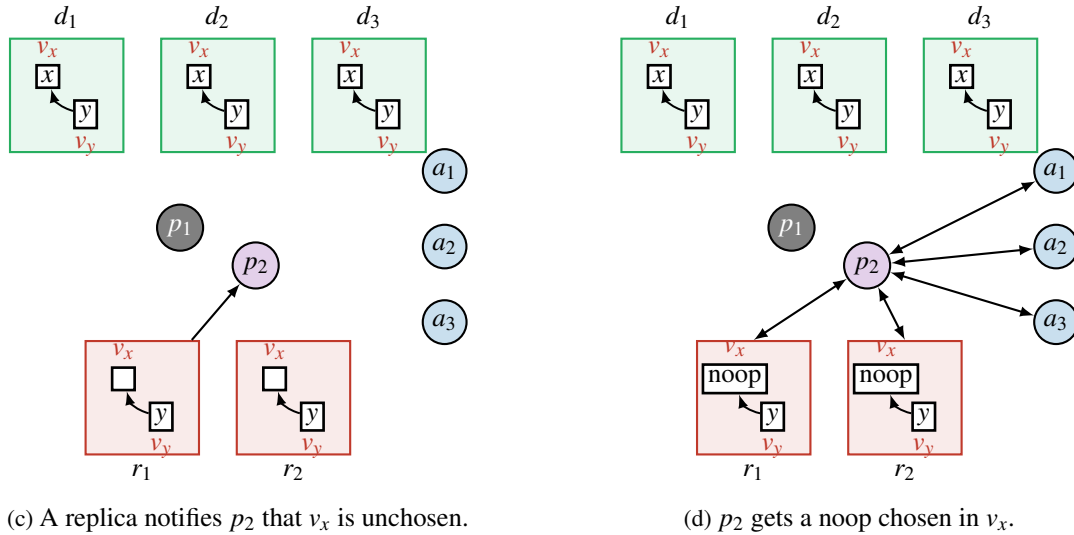 d1 d2 d3
vx vx vx
x x x
y y y
vy vy vy
a1
p1
a2
p2
a3
vx vx
y y
vy vy
r1 r2
(c) A replica notifies p2 that vx is unchosen.
d1 d2 d3
vx vx vx
x x x
y y y
vy vy vy
a1
p1
a2
p2
a3
vx vx
noop noop
y y
vy vy
r1 r2
(d) p2 gets a noop chosen in vx.